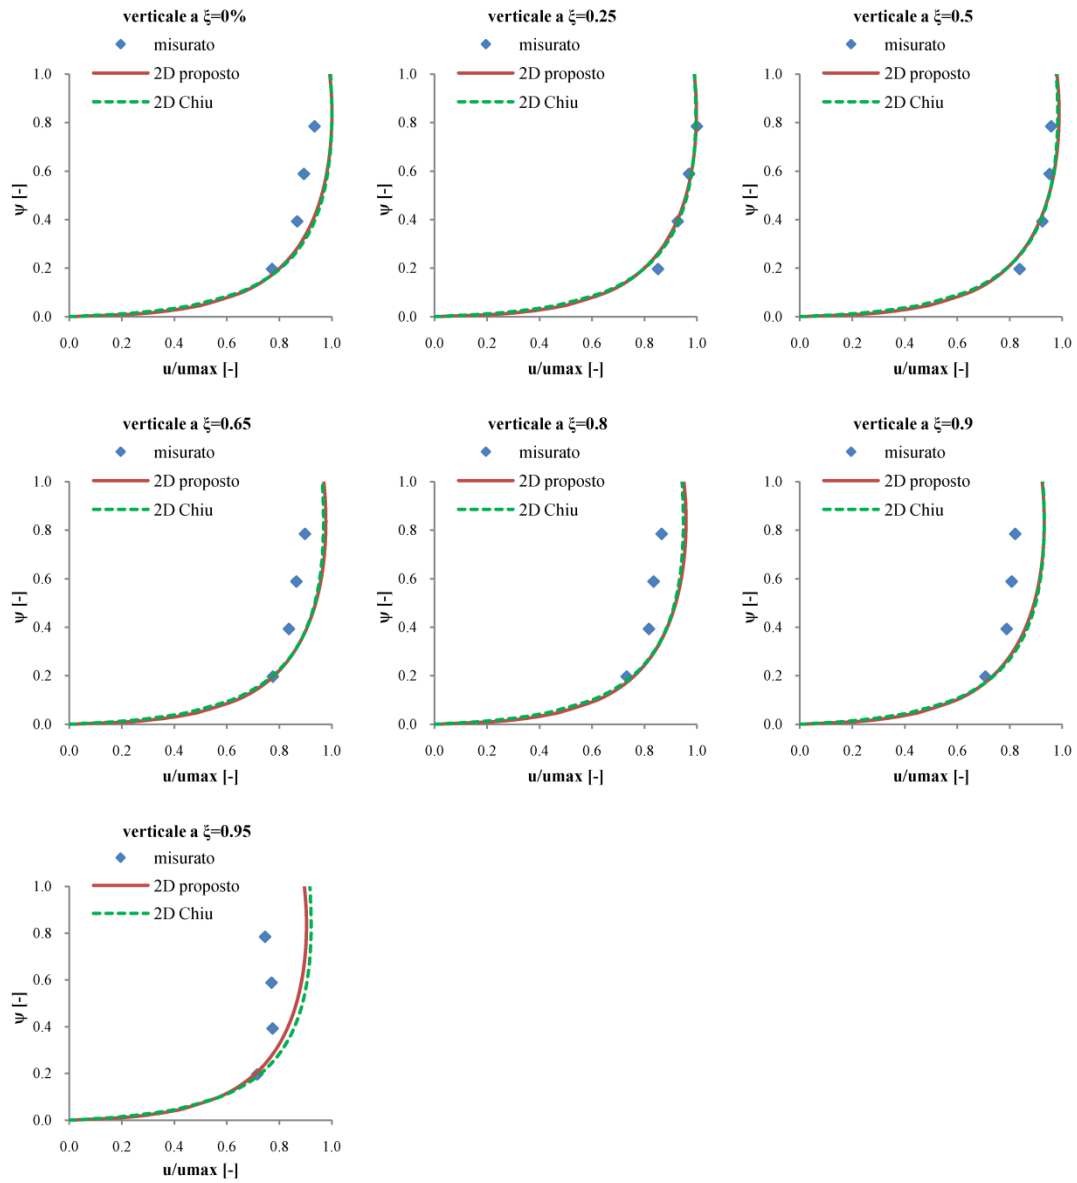 verticale a ξ=0%
misurato
2D proposto
2D Chiu
1.0
0.8
0.6
0.4
0.2
0.0
ψ [-]
0.0 0.2 0.4 0.6 0.8 1.0
u/umax [-]
verticale a ξ=0.25
misurato
2D proposto
2D Chiu
1.0
0.8
0.6
0.4
0.2
0.0
ψ [-]
0.0 0.2 0.4 0.6 0.8 1.0
u/umax [-]
verticale a ξ=0.5
misurato
2D proposto
2D Chiu
1.0
0.8
0.6
0.4
0.2
0.0
ψ [-]
0.0 0.2 0.4 0.6 0.8 1.0
u/umax [-]
verticale a ξ=0.65
misurato
2D proposto
2D Chiu
1.0
0.8
0.6
0.4
0.2
0.0
ψ [-]
0.0 0.2 0.4 0.6 0.8 1.0
u/umax [-]
verticale a ξ=0.8
misurato
2D proposto
2D Chiu
1.0
0.8
0.6
0.4
0.2
0.0
ψ [-]
0.0 0.2 0.4 0.6 0.8 1.0
u/umax [-]
verticale a ξ=0.9
misurato
2D proposto
2D Chiu
1.0
0.8
0.6
0.4
0.2
0.0
ψ [-]
0.0 0.2 0.4 0.6 0.8 1.0
u/umax [-]
verticale a ξ=0.95
misurato
2D proposto
2D Chiu
1.0
0.8
0.6
0.4
0.2
0.0
ψ [-]
0.0 0.2 0.4 0.6 0.8 1.0
u/umax [-]